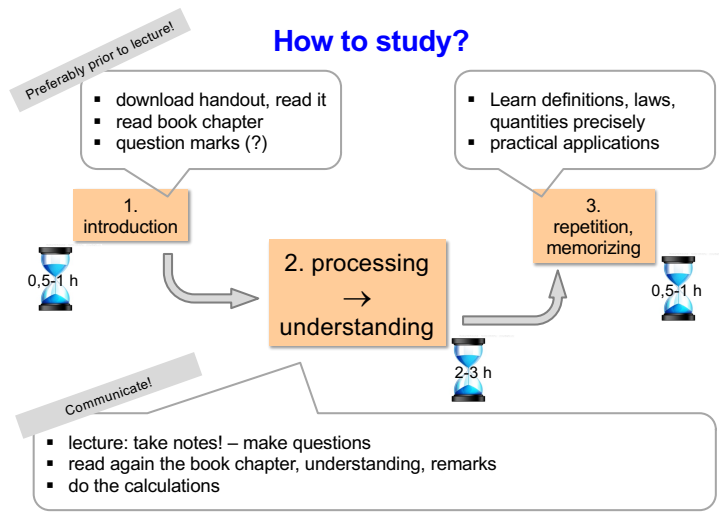 How to study?
Preferably prior to lecture!
▪ download handout, read it
▪ read book chapter
▪ question marks (?)
▪ Learn definitions, laws,
quantities precisely
▪ practical applications
1.
introduction
0,5-1 h
2. processing
→
understanding
2-3 h
3.
repetition,
memorizing
0,5-1 h
Communicate!
▪ lecture: take notes! – make questions
▪ read again the book chapter, understanding, remarks
▪ do the calculations